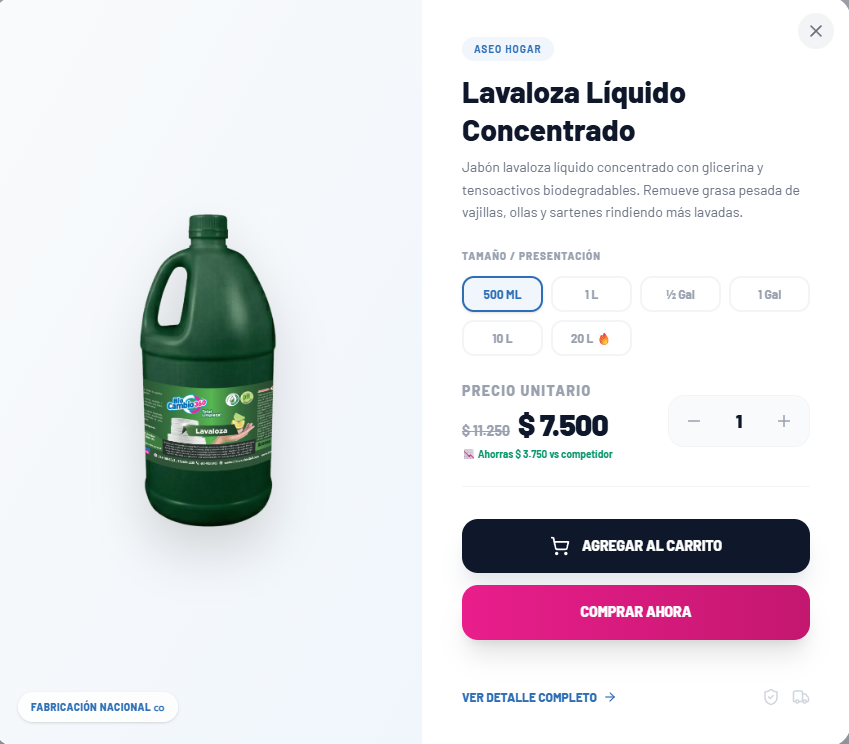 ASEO HOGAR
Lavaloza Líquido
Concentrado
Jabón lavaloza líquido concentrado con glicerina y
tensoactivos biodegradables. Remueve grasa pesada de
vajillas, ollas y sartenes rindiendo más lavadas.
TAMAÑO / PRESENTACIÓN
500 ML
1 L
½ Gal
1 Gal
10 L
20 L 🔥
PRECIO UNITARIO
$ 11.250 $ 7.500
Ahorras $ 3.750 vs competidor
1
AGREGAR AL CARRITO
COMPRAR AHORA
VER DETALLE COMPLETO →
Cambio360
Total
Limpieza
Lavaloza
FABRICACIÓN NACIONAL CO